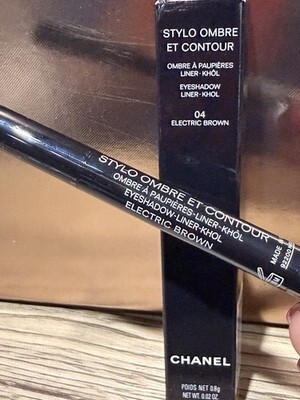 STYLO OMBRE
ET CONTOUR
OMBRE À PAUPIÈRES
LINER-KHÔL
EYESHADOW
LINER-KHOL
04
ELECTRIC BROWN
STYLO OMBRE ET CONTOUR
OMBRE À PAUPIÈRES-LINER-KHÔL
EYESHADOW-LINER-KHOL
ELECTRIC BROWN
MADE
CHANEL
POIDS NET 0.8g
NET WT. 0.02 OZ.